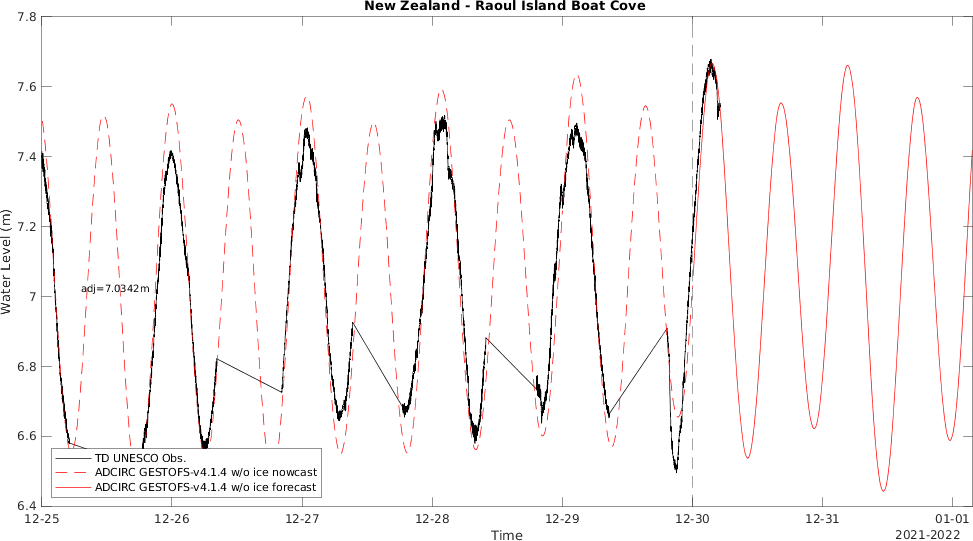 New Zealand - Raoul Island Boat Cove
7.8
7.6
7.4
7.2
7
6.8
6.6
6.4
Water Level (m)
adj=7.0342m
TD UNESCO Obs.
ADCIRC GESTOFS-v4.1.4 w/o ice nowcast
ADCIRC GESTOFS-v4.1.4 w/o ice forecast
12-25 12-26 12-27 12-28 12-29 12-30 12-31 01-01
Time
2021-2022